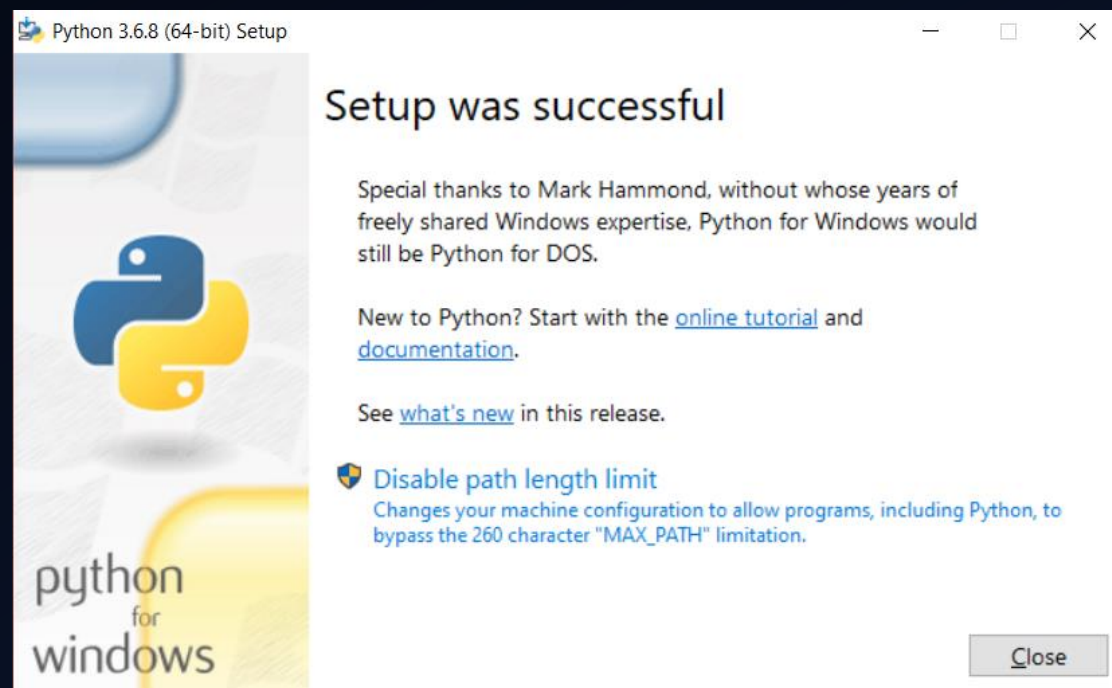 Python 3.6.8 (64-bit) Setup
Setup was successful
Special thanks to Mark Hammond, without whose years of
freely shared Windows expertise, Python for Windows would
still be Python for DOS.
New to Python? Start with the online tutorial and
documentation.
See what's new in this release.
Disable path length limit
Changes your machine configuration to allow programs, including Python, to
bypass the 260 character "MAX_PATH" limitation.
python
for
windows
Close